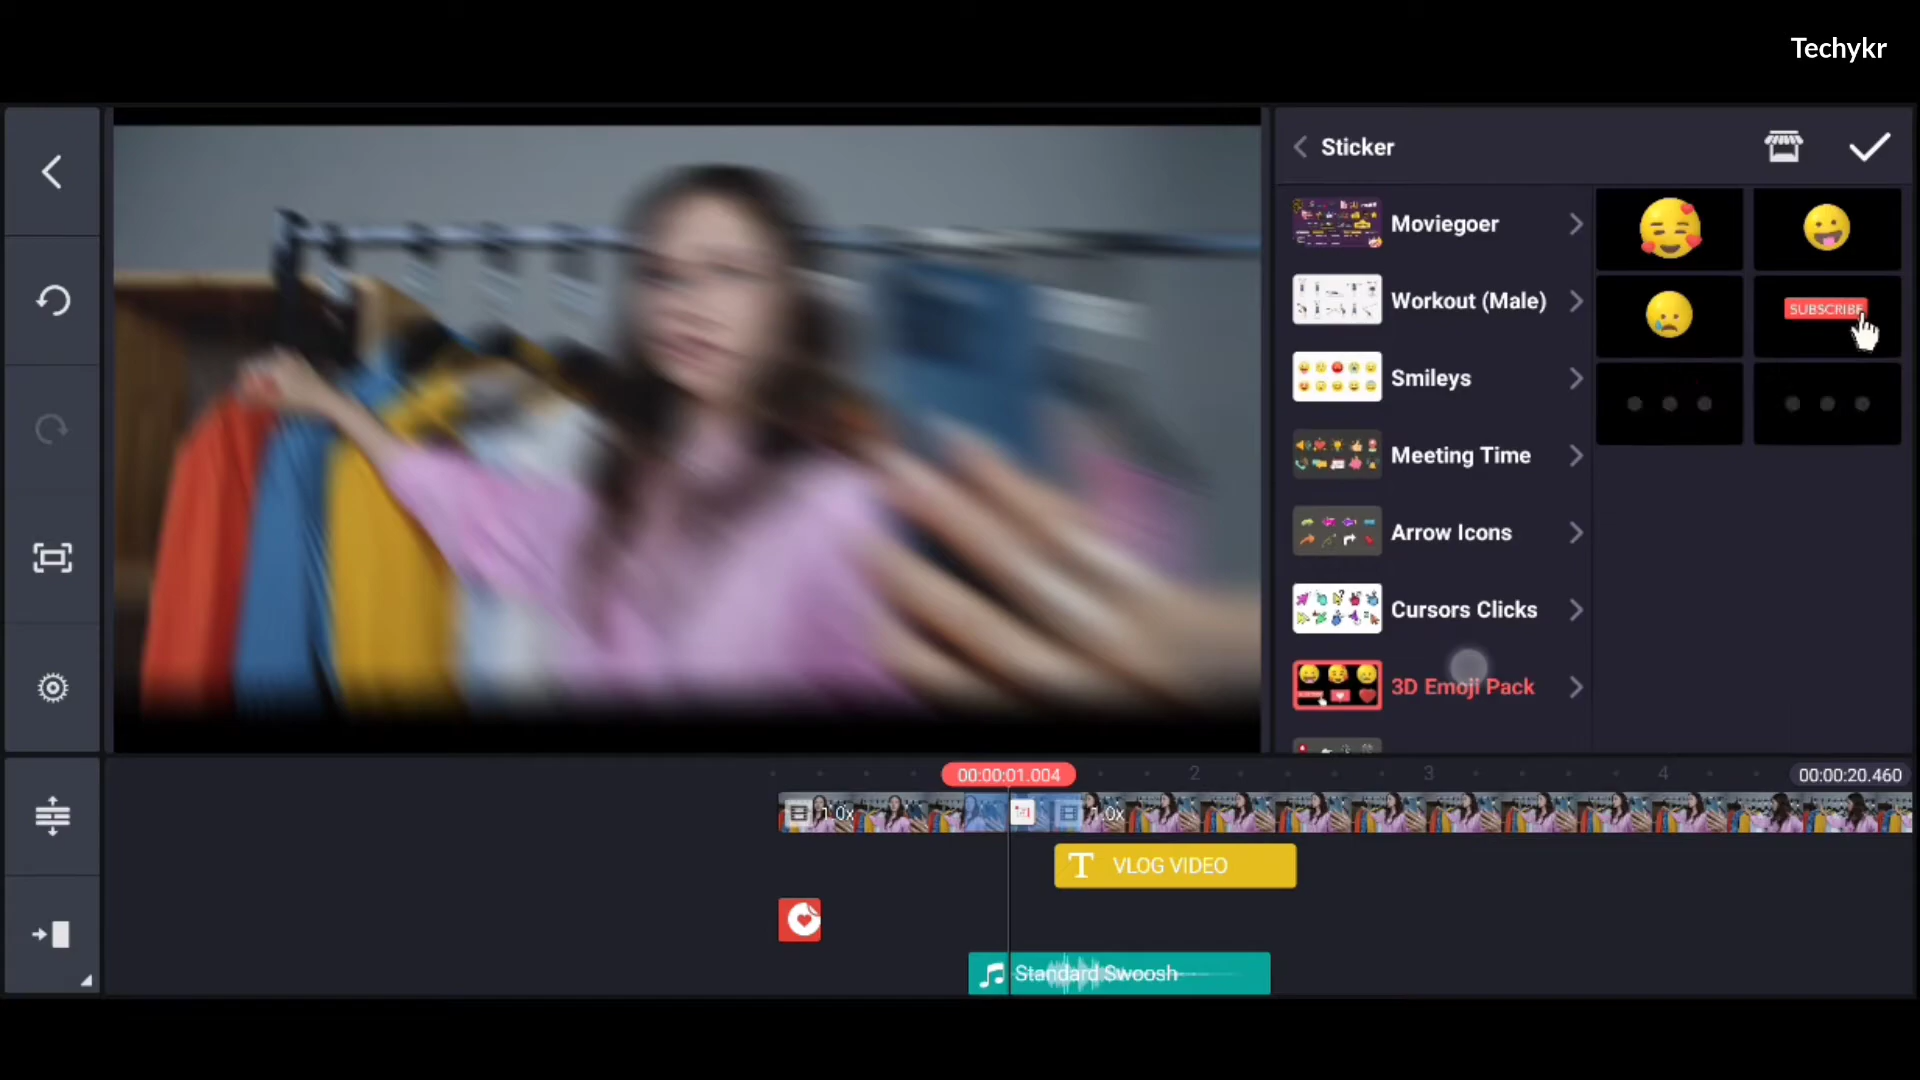 Techykr
Sticker
Moviegoer
Workout (Male)
Smileys
SUBSCRIBE
Meeting Time
Arrow Icons
Cursors Clicks
3D Emoji Pack
00:00:01.004
2
3
4
00:00:20.460
1.0x
1.0x
T VLOG VIDEO
Standard Swoosh